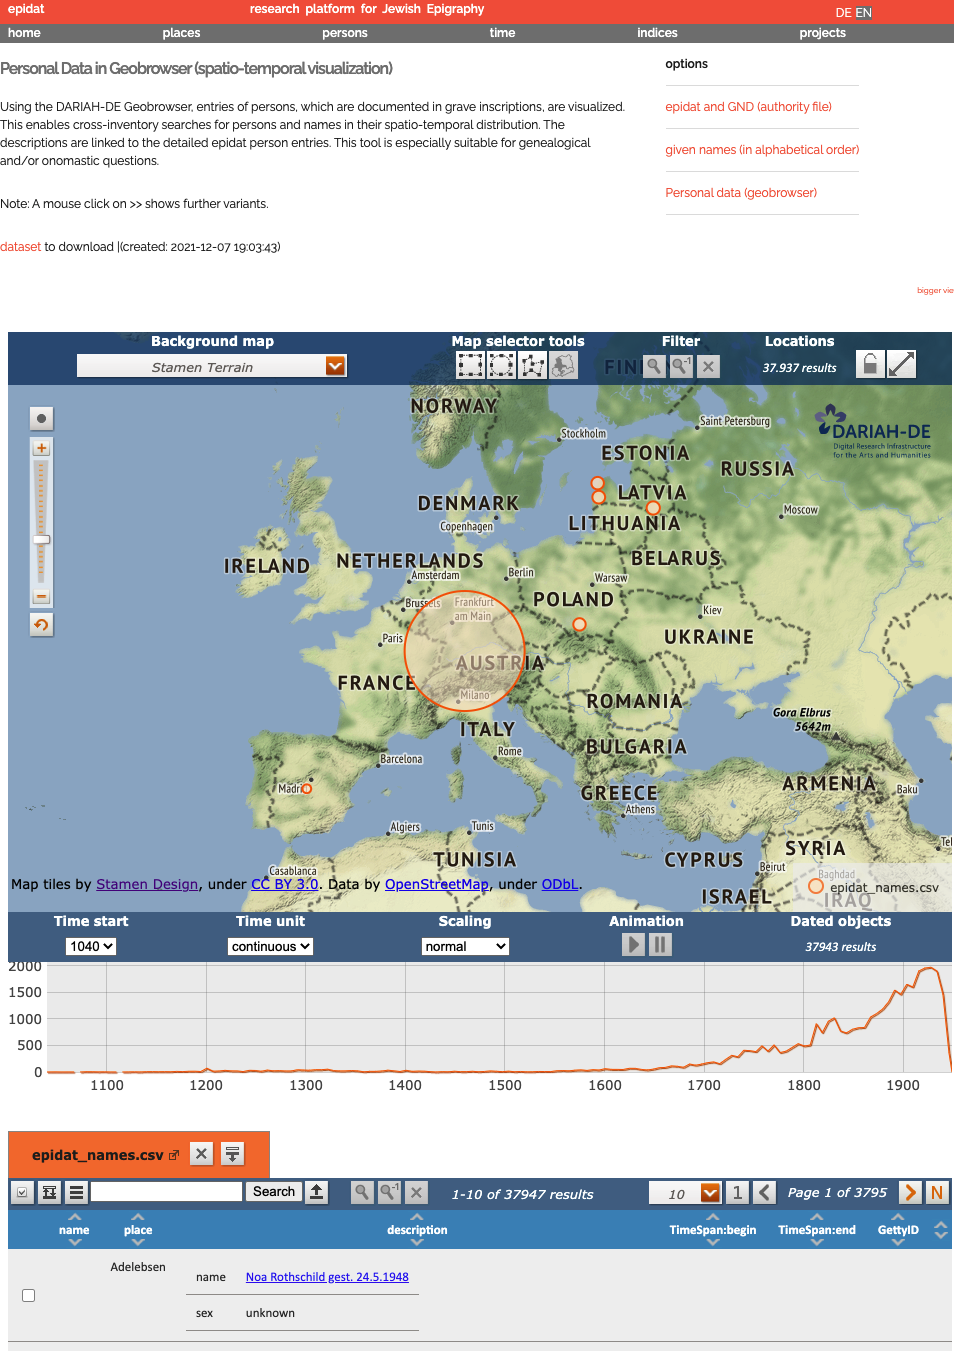 epidat
research platform for Jewish Epigraphy
DE EN
home places persons time indices projects
Personal Data in Geobrowser (spatio-temporal visualization)
Using the DARIAH-DE Geobrowser, entries of persons, which are documented in grave inscriptions, are visualized.
This enables cross-inventory searches for persons and names in their spatio-temporal distribution. The
descriptions are linked to the detailed epidat person entries. This tool is especially suitable for genealogical
and/or onomastic questions.
Note: A mouse click on >> shows further variants.
dataset to download |(created: 2021-12-07 19:03:43)
options
epidat and GND (authority file)
given names (in alphabetical order)
Personal data (geobrowser)
bigger vie
Background map Map selector tools Filter Locations
Stamen Terrain
37.937 results
FIN
NORWAY
Saint Petersburg
Stockholm
DARIAH-DE
Digital Research Infrastructure
for the Arts and Humanities
ESTONIA
RUSSIA
LATVIA
DENMARK
Moscow
Copenhagen
LITHUANIA
IRELAND
NETHERLANDS
BELARUS
Amsterdam
Berlin
Warsaw
Brussels
Frankfurt
am Main
POLAND
Kiev
Paris
UKRAINE
AUSTRIA
FRANCE
Milano
ROMANIA
Gora Elbrus
5642m
ITALY
BULGARIA
Rome
Barcelona
Madrid
GREECE
ARMENIA
Baku
Athens
Algiers
Tunis
Te
TUNISIA
CYPRUS
SYRIA
Beirut
Casablanca
Baghdad
Map tiles by Stamen Design, under CC BY 3.0. Data by OpenStreetMap, under ODbL.
epidat_names.csv
ISRAEL
IRAQ
Time start Time unit Scaling Animation Dated objects
1040 continuous normal 37943 results
2000
1500
1000
500
0
1100 1200 1300 1400 1500 1600 1700 1800 1900
epidat_names.csv
Search
1-10 of 37947 results
10
1
Page 1 of 3795
N
name place description TimeSpan:begin TimeSpan:end GettyID
Adelebsen
name Noa Rothschild gest. 24.5.1948
sex unknown